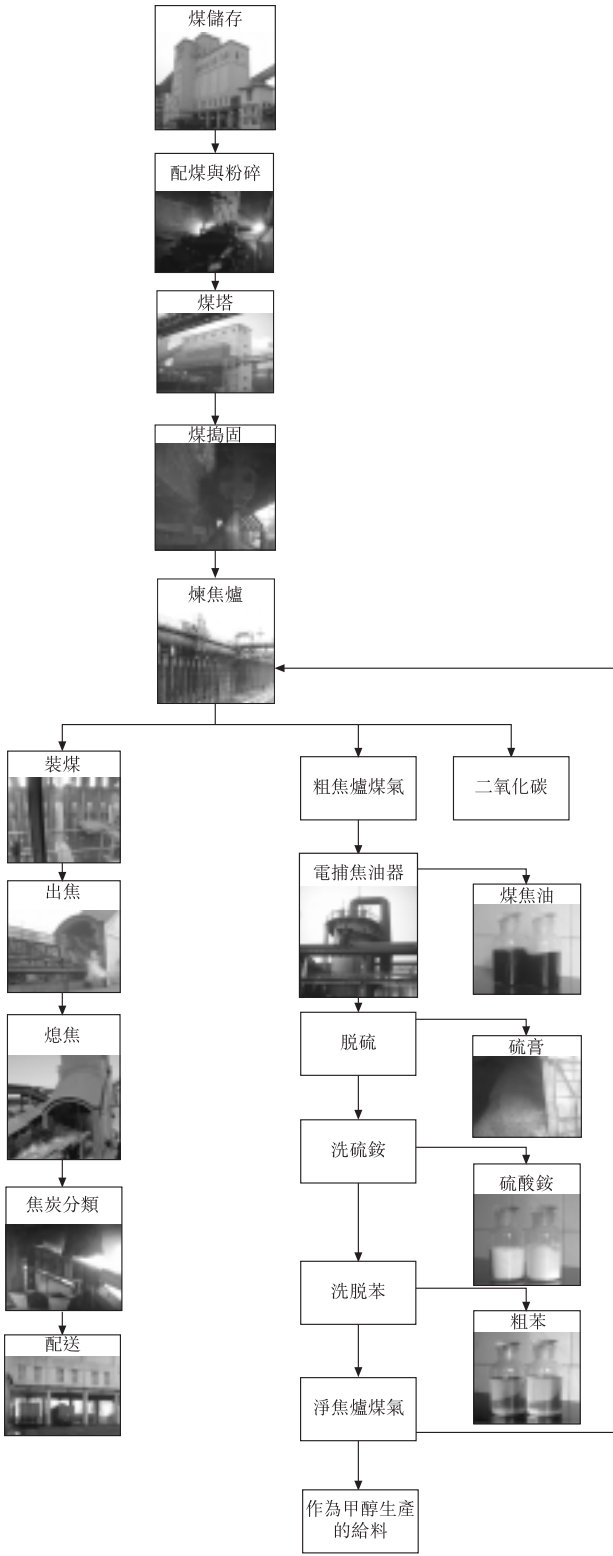 煤儲存
配煤與粉碎
煤塔
煤搗固
煉焦爐
裝煤
出焦
熄焦
焦炭分類
配送
粗焦爐煤氣
電捕焦油器
脫硫
洗硫銨
洗脫苯
淨焦爐煤氣
作為甲醇生產
的給料
二氧化碳
煤焦油
硫膏
硫酸銨
粗苯